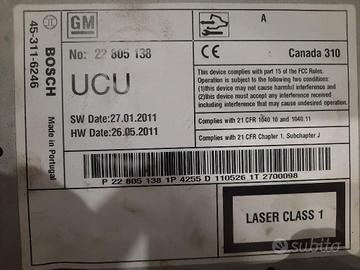 BOSCH
Made in Portugal
45-311-6246
GM
No: 22 805 138
UCU
SW Date:27.01.2011
HW Date:26.05.2011
A
CE
Canada 310
This device complies with part 15 of the FCC Rules.
Operation is subject to the following two conditions:
(1)this device may not cause harmful interference and
(2)this device must accept any interference received including
interference that may cause undesired operation.
Complies with 21 CFR 1040.10 and 1040.11
Complies with 21 CFR Chapter 1. Subchapter J
P 22 805 138 1P 4255 D 110526 1T 2700098
LASER CLASS 1
subito